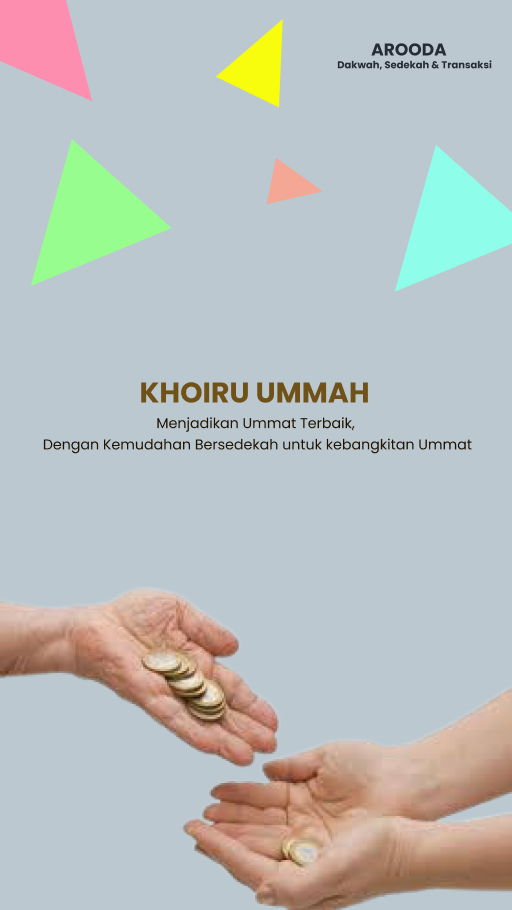 AROODA
Dakwah, Sedekah & Transaksi
KHOIRU UMMAH
Menjadikan Ummat Terbaik,
Dengan Kemudahan Bersedekah untuk kebangkitan Ummat